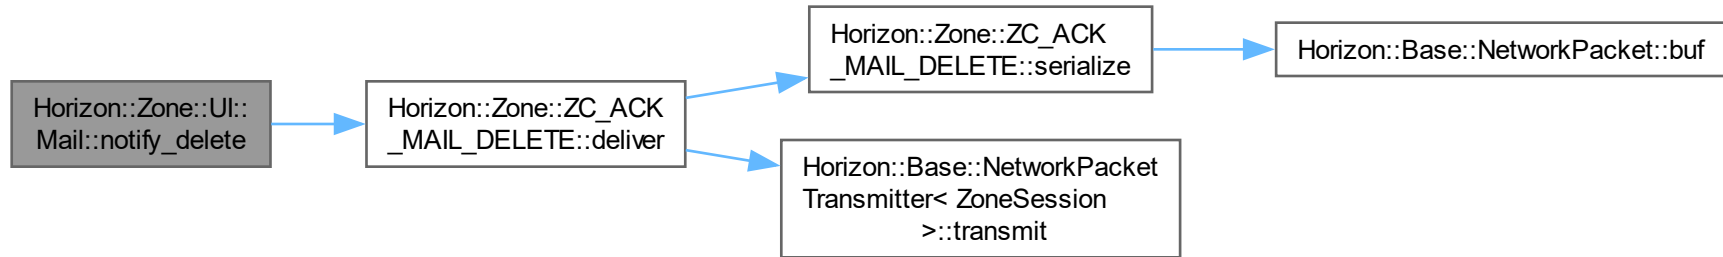 Horizon::Zone::UI::
Mail::notify_delete
Horizon::Zone::ZC_ACK
_MAIL_DELETE::deliver
Horizon::Zone::ZC_ACK
_MAIL_DELETE::serialize
Horizon::Base::NetworkPacket::buf
Horizon::Base::NetworkPacket
Transmitter< ZoneSession
>::transmit